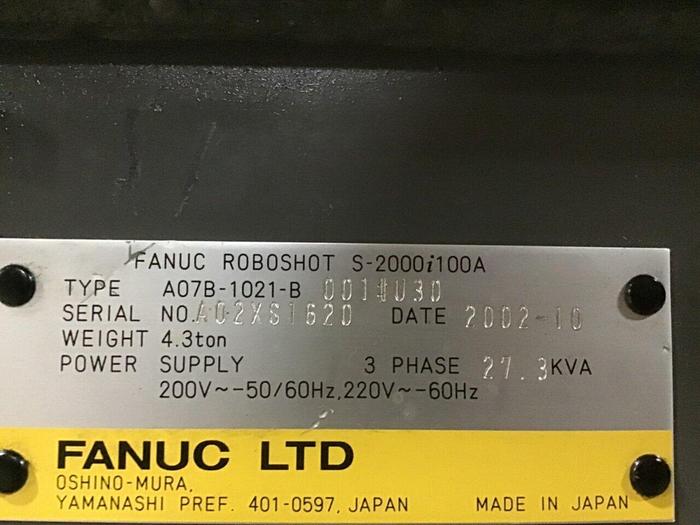 FANUC ROBOSHOT S-2000i100A
TYPE A07B-1021-B
SERIAL NO. A02XS1620 DATE 2002-10
WEIGHT 4.3ton
POWER SUPPLY 3 PHASE 27.3KVA
200V~-50/60Hz,220V~-60Hz
FANUC LTD
OSHINO-MURA,
YAMANASHI PREF. 401-0597, JAPAN MADE IN JAPAN